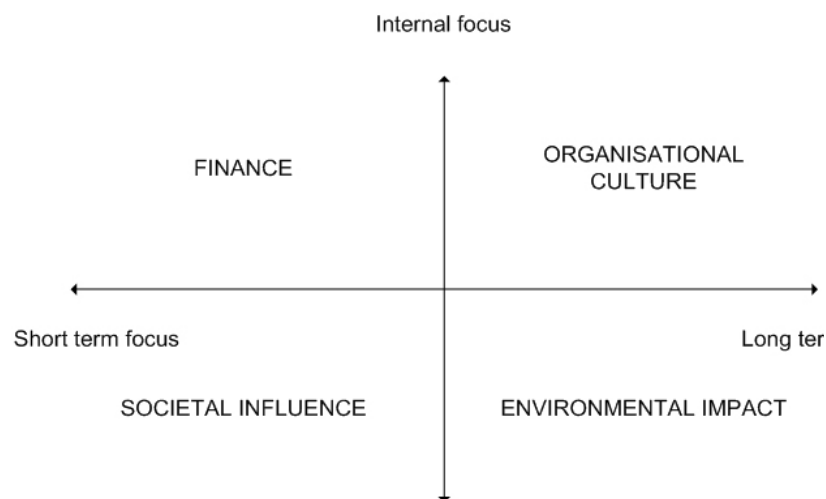 Internal focus
FINANCE
ORGANISATIONAL
CULTURE
Short term focus
Long ter
SOCIETAL INFLUENCE
ENVIRONMENTAL IMPACT